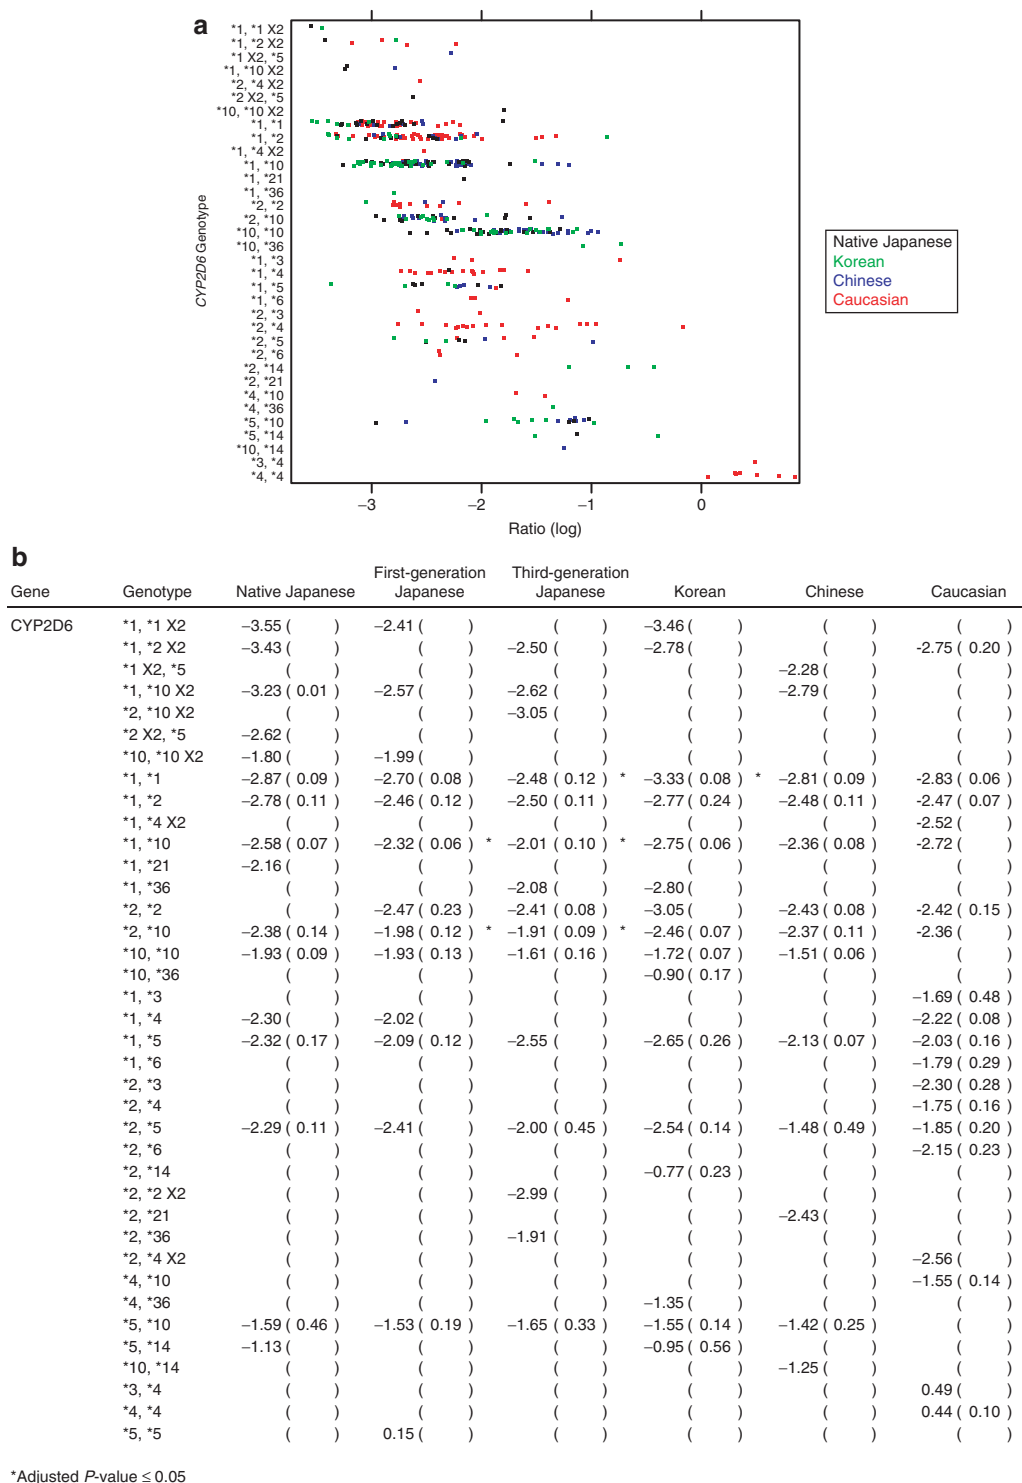 a
CYP2D6 Genotype
*1, *1 X2
*1, *2 X2
*1 X2, *5
*1, *10 X2
*2, *4 X2
*2 X2, *5
*10, *10 X2
*1, *1
*1, *2
*1, *4 X2
*1, *10
*1, *21
*1, *36
*2, *2
*2, *10
*10, *10
*10, *36
*1, *3
*1, *4
*1, *5
*1, *6
*2, *3
*2, *4
*2, *5
*2, *6
*2, *14
*2, *21
*4, *10
*4, *36
*5, *10
*5, *14
*10, *14
*3, *4
*4, *4
−3 −2 −1 0
Ratio (log)
Native Japanese
Korean
Chinese
Caucasian
b
First-generation Third-generation
Gene Genotype Native Japanese Japanese Japanese Korean Chinese Caucasian
CYP2D6 *1, *1 X2 −3.55 ( ) −2.41 ( ) ( ) −3.46 ( ) ( ) ( )
*1, *2 X2 −3.43 ( ) ( ) −2.50 ( ) −2.78 ( ) ( ) -2.75 ( 0.20 )
*1 X2, *5 ( ) ( ) ( ) ( ) −2.28 ( ) ( )
*1, *10 X2 −3.23 ( 0.01 ) −2.57 ( ) −2.62 ( ) ( ) −2.79 ( ) ( )
*2, *10 X2 ( ) ( ) −3.05 ( ) ( ) ( ) ( )
*2 X2, *5 −2.62 ( ) ( ) ( ) ( ) ( ) ( )
*10, *10 X2 −1.80 ( ) −1.99 ( ) ( ) ( ) ( ) ( )
*1, *1 −2.87 ( 0.09 ) −2.70 ( 0.08 ) −2.48 ( 0.12 ) * −3.33 ( 0.08 ) * −2.81 ( 0.09 ) -2.83 ( 0.06 )
*1, *2 −2.78 ( 0.11 ) −2.46 ( 0.12 ) −2.50 ( 0.11 ) −2.77 ( 0.24 ) −2.48 ( 0.11 ) -2.47 ( 0.07 )
*1, *4 X2 ( ) ( ) ( ) ( ) ( ) -2.52 ( )
*1, *10 −2.58 ( 0.07 ) −2.32 ( 0.06 ) * −2.01 ( 0.10 ) * −2.75 ( 0.06 ) −2.36 ( 0.08 ) -2.72 ( )
*1, *21 −2.16 ( ) ( ) ( ) ( ) ( ) ( )
*1, *36 ( ) ( ) −2.08 ( ) −2.80 ( ) ( ) ( )
*2, *2 ( ) −2.47 ( 0.23 ) −2.41 ( 0.08 ) −3.05 ( ) −2.43 ( 0.08 ) -2.42 ( 0.15 )
*2, *10 −2.38 ( 0.14 ) −1.98 ( 0.12 ) * −1.91 ( 0.09 ) * −2.46 ( 0.07 ) −2.37 ( 0.11 ) -2.36 ( )
*10, *10 −1.93 ( 0.09 ) −1.93 ( 0.13 ) −1.61 ( 0.16 ) −1.72 ( 0.07 ) −1.51 ( 0.06 ) ( )
*10, *36 ( ) ( ) ( ) −0.90 ( 0.17 ) ( ) ( )
*1, *3 ( ) ( ) ( ) ( ) ( ) −1.69 ( 0.48 )
*1, *4 −2.30 ( ) −2.02 ( ) ( ) ( ) ( ) −2.22 ( 0.08 )
*1, *5 −2.32 ( 0.17 ) −2.09 ( 0.12 ) −2.55 ( ) −2.65 ( 0.26 ) −2.13 ( 0.07 ) −2.03 ( 0.16 )
*1, *6 ( ) ( ) ( ) ( ) ( ) −1.79 ( 0.29 )
*2, *3 ( ) ( ) ( ) ( ) ( ) −2.30 ( 0.28 )
*2, *4 ( ) ( ) ( ) ( ) ( ) −1.75 ( 0.16 )
*2, *5 −2.29 ( 0.11 ) −2.41 ( ) −2.00 ( 0.45 ) −2.54 ( 0.14 ) −1.48 ( 0.49 ) −1.85 ( 0.20 )
*2, *6 ( ) ( ) ( ) ( ) ( ) −2.15 ( 0.23 )
*2, *14 ( ) ( ) ( ) −0.77 ( 0.23 ) ( ) ( )
*2, *2 X2 ( ) ( ) −2.99 ( ) ( ) ( ) ( )
*2, *21 ( ) ( ) ( ) ( ) −2.43 ( ) ( )
*2, *36 ( ) ( ) −1.91 ( ) ( ) ( ) ( )
*2, *4 X2 ( ) ( ) ( ) ( ) ( ) −2.56 ( )
*4, *10 ( ) ( ) ( ) ( ) ( ) −1.55 ( 0.14 )
*4, *36 ( ) ( ) ( ) −1.35 ( ) ( ) ( )
*5, *10 −1.59 ( 0.46 ) −1.53 ( 0.19 ) −1.65 ( 0.33 ) −1.55 ( 0.14 ) −1.42 ( 0.25 ) ( )
*5, *14 −1.13 ( ) ( ) ( ) −0.95 ( 0.56 ) ( ) ( )
*10, *14 ( ) ( ) ( ) ( ) −1.25 ( ) ( )
*3, *4 ( ) ( ) ( ) ( ) ( ) 0.49 ( )
*4, *4 ( ) ( ) ( ) ( ) ( ) 0.44 ( 0.10 )
*5, *5 ( ) 0.15 ( ) ( ) ( ) ( ) ( )
*Adjusted P-value ≤ 0.05